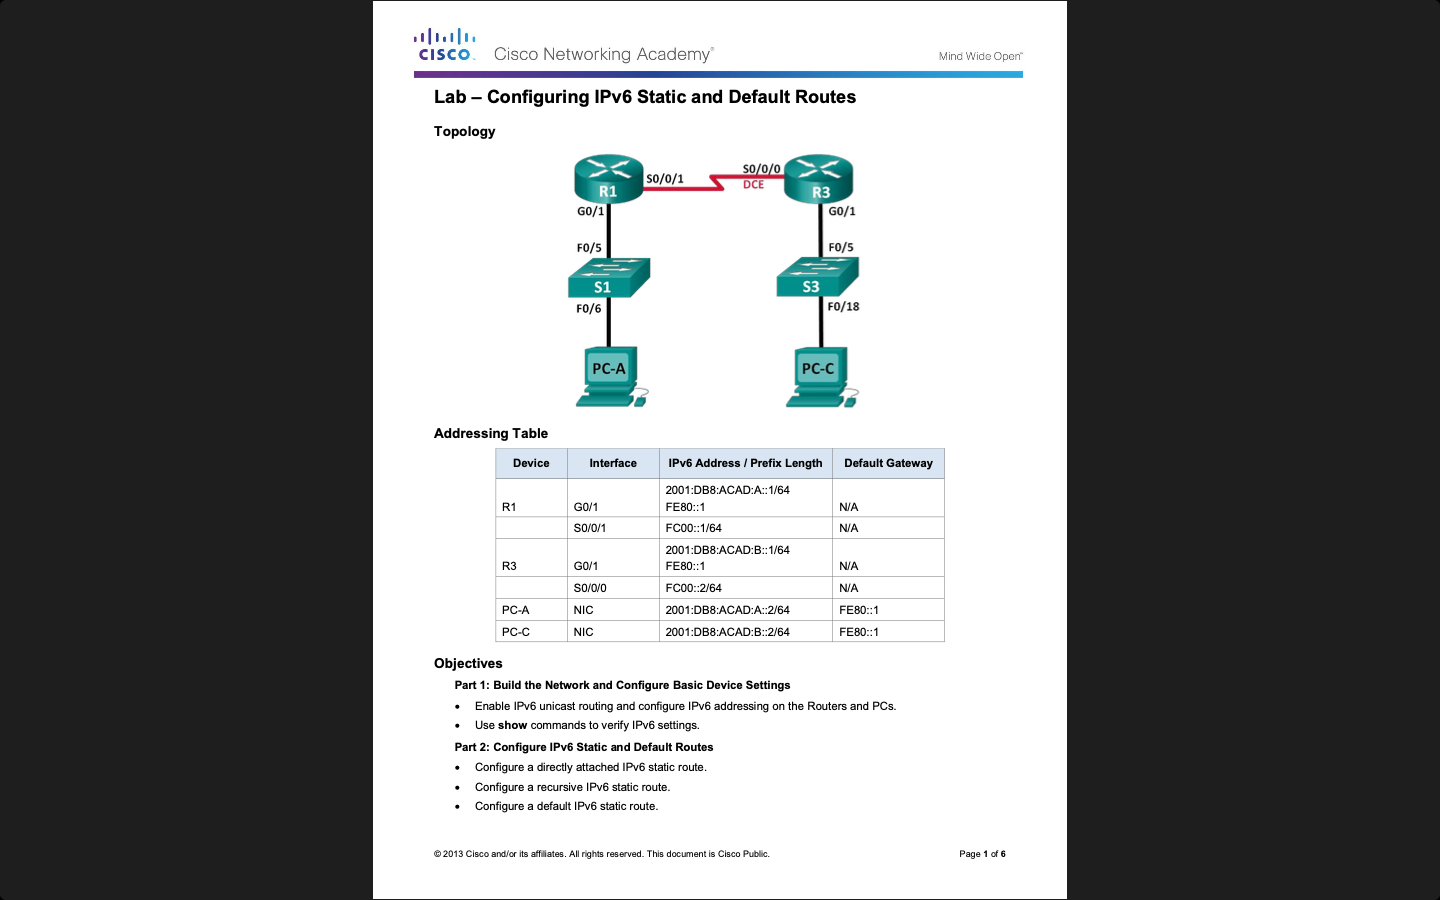 CISCO Cisco Networking Academy® Mind Wide Open™
Lab – Configuring IPv6 Static and Default Routes
Topology
S0/0/1 S0/0/0
DCE
R1 R3
G0/1 G0/1
F0/5 F0/5
S1 S3
F0/6 F0/18
PC-A PC-C
Addressing Table
Device Interface IPv6 Address / Prefix Length Default Gateway
2001:DB8:ACAD:A::1/64
R1 G0/1 FE80::1 N/A
S0/0/1 FC00::1/64 N/A
2001:DB8:ACAD:B::1/64
R3 G0/1 FE80::1 N/A
S0/0/0 FC00::2/64 N/A
PC-A NIC 2001:DB8:ACAD:A::2/64 FE80::1
PC-C NIC 2001:DB8:ACAD:B::2/64 FE80::1
Objectives
Part 1: Build the Network and Configure Basic Device Settings
• Enable IPv6 unicast routing and configure IPv6 addressing on the Routers and PCs.
• Use show commands to verify IPv6 settings.
Part 2: Configure IPv6 Static and Default Routes
• Configure a directly attached IPv6 static route.
• Configure a recursive IPv6 static route.
• Configure a default IPv6 static route.
© 2013 Cisco and/or its affiliates. All rights reserved. This document is Cisco Public. Page 1 of 6